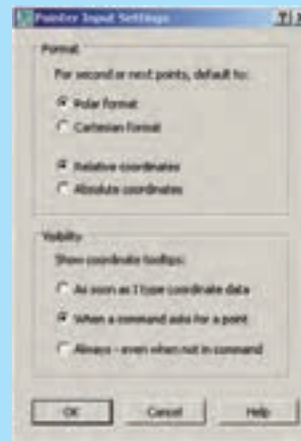 Pointer Input Settings
Format
For second or next points, default to:
Polar format
Cartesian format
Relative coordinates
Absolute coordinates
Visibility
Show coordinate tooltips:
As soon as I type coordinate data
When a command asks for a point
Always - even when not in command
OK
Cancel
Help